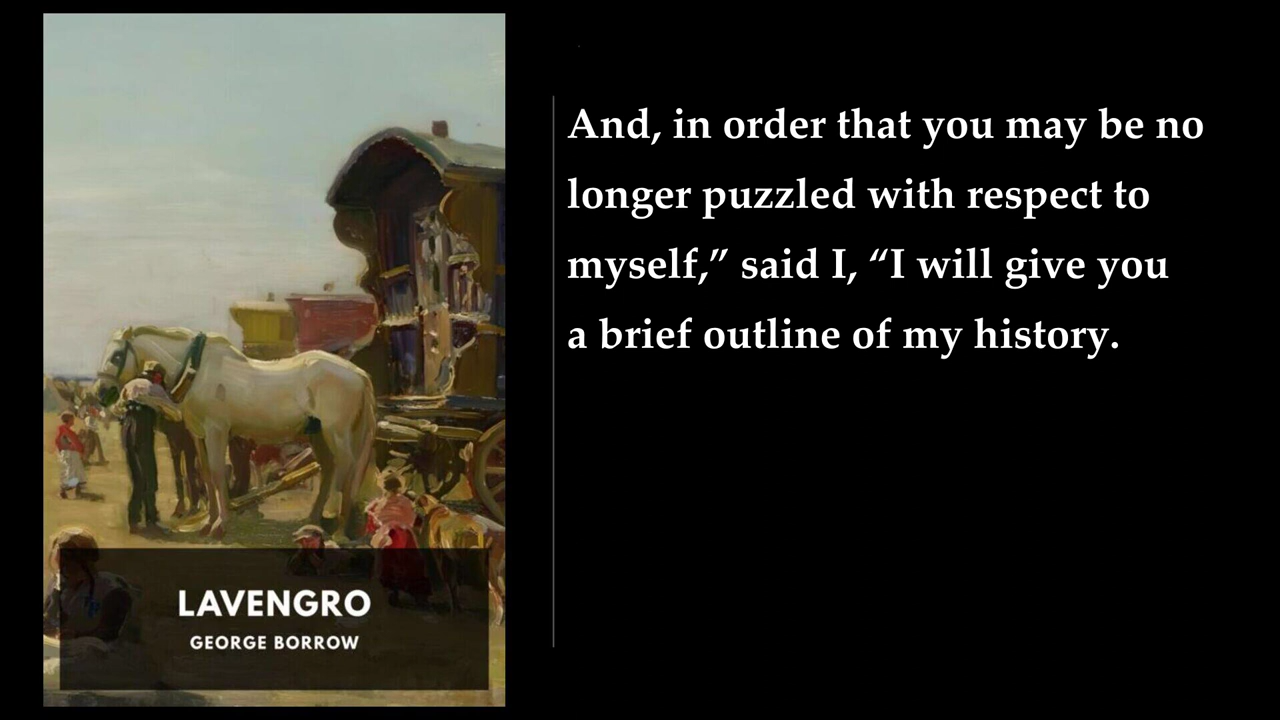 And, in order that you may be no
longer puzzled with respect to
myself,” said I, “I will give you
a brief outline of my history.
LAVENGRO
GEORGE BORROW